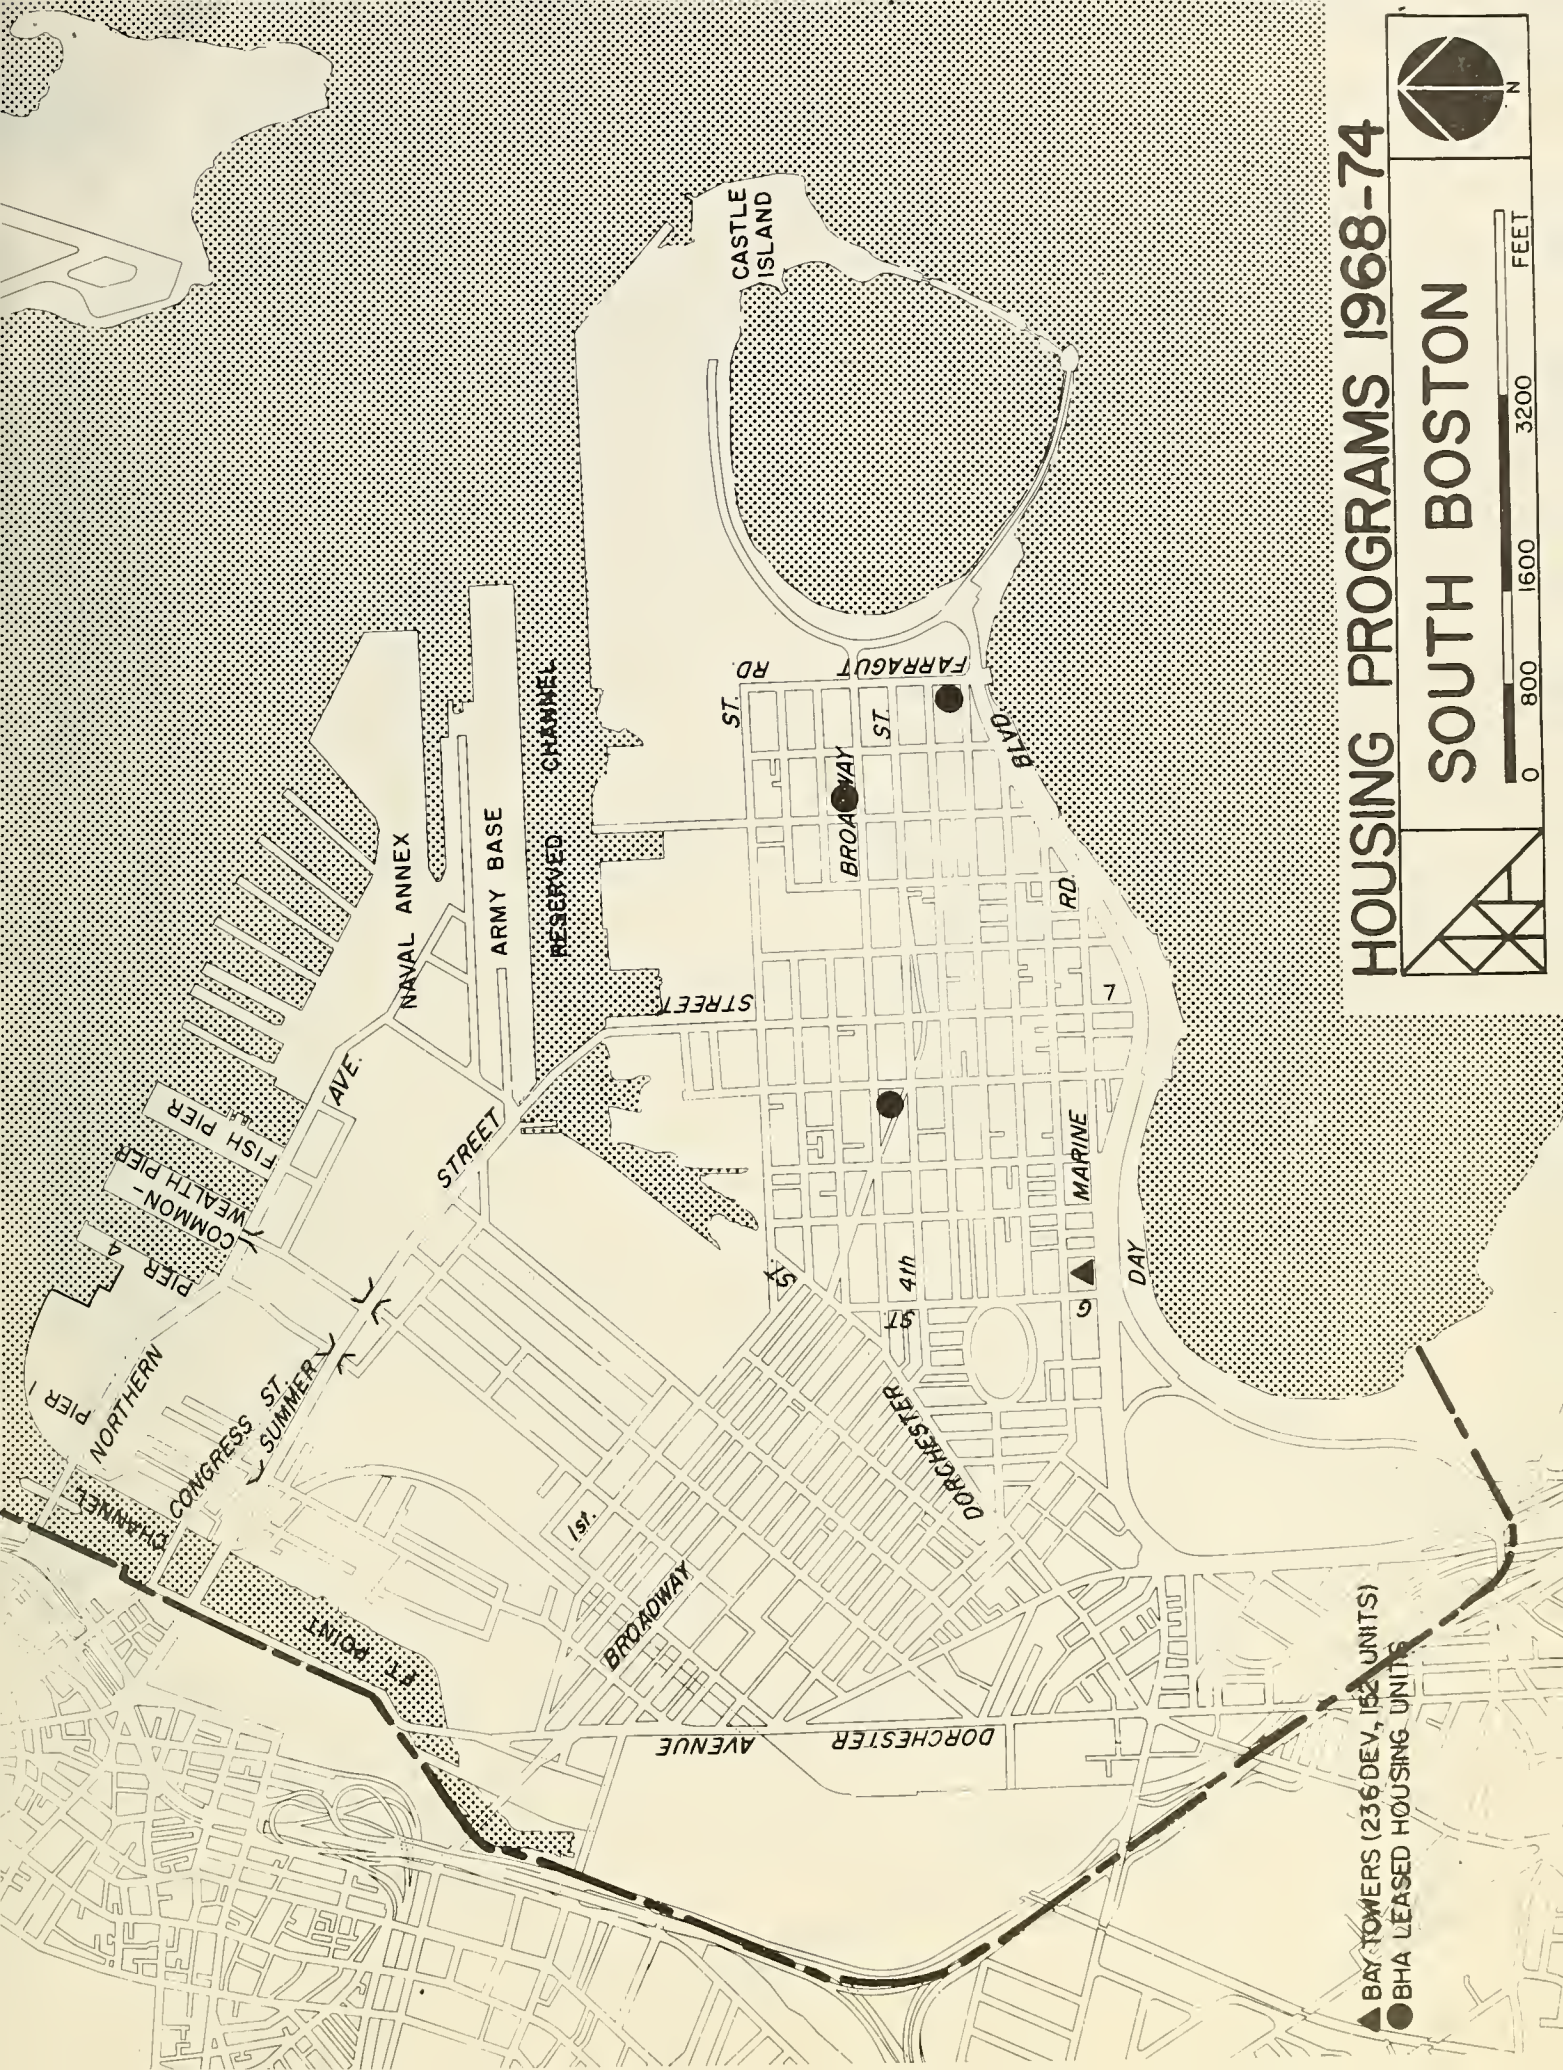 HOUSING PROGRAMS 1968-74
SOUTH BOSTON
0 800 1600 3200
FEET
N
PIER 1
PIER 4
COMMON-
WEALTH PIER
FISH PIER
NORTHERN
AVE.
NAVAL ANNEX
ARMY BASE
RESERVED CHANNEL
CASTLE
ISLAND
CONGRESS ST.
SUMMER
STREET
STREET
FT. POINT
CHANNEL
1st.
ST.
ST.
FARRAGUT
RD.
BROADWAY
BROADWAY
4th
ST.
DORCHESTER
ST
G
MARINE
RD.
7
DAY
BLVD.
DORCHESTER
AVENUE
BAY TOWERS (236 DEV., 152 UNITS)
BHA LEASED HOUSING UNITS